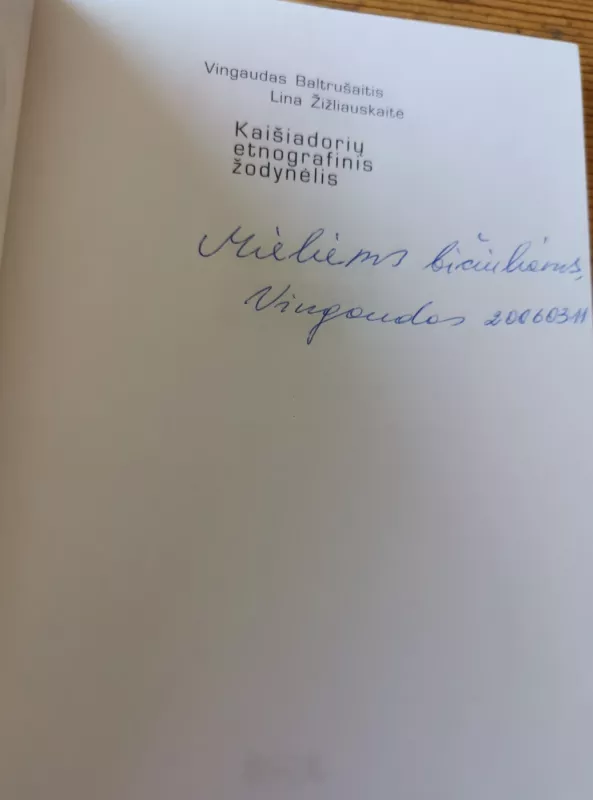 Vingaudas Baltrušaitis
Lina Žižliauskaitė
Kaišiadorių
etnografinis
žodynėlis
Mieliems bičiuliams,
Vingaudas 20060311